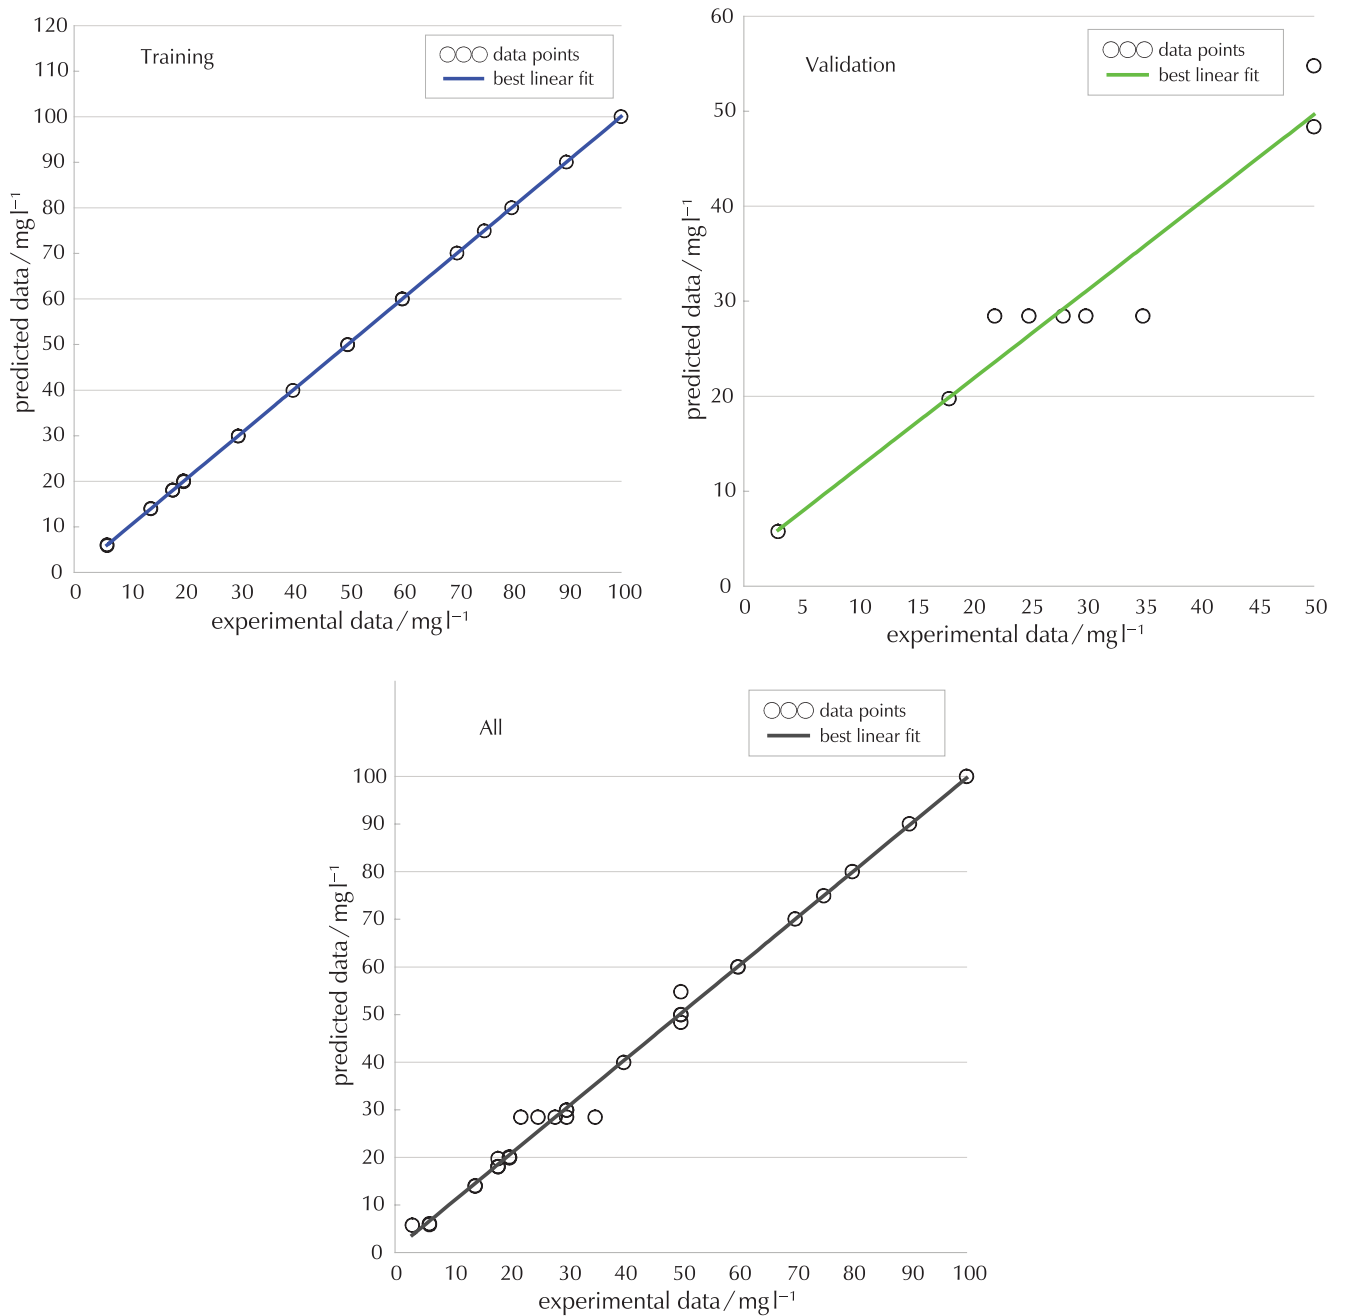 Training
data points
best linear fit
120
110
100
90
80
70
60
50
40
30
20
10
0
predicted data/mg l⁻¹
0 10 20 30 40 50 60 70 80 90 100
experimental data/mg l⁻¹
Validation
data points
best linear fit
60
50
40
30
20
10
0
predicted data/mg l⁻¹
0 5 10 15 20 25 30 35 40 45 50
experimental data/mg l⁻¹
All
data points
best linear fit
100
90
80
70
60
50
40
30
20
10
0
predicted data/mg l⁻¹
0 10 20 30 40 50 60 70 80 90 100
experimental data/mg l⁻¹